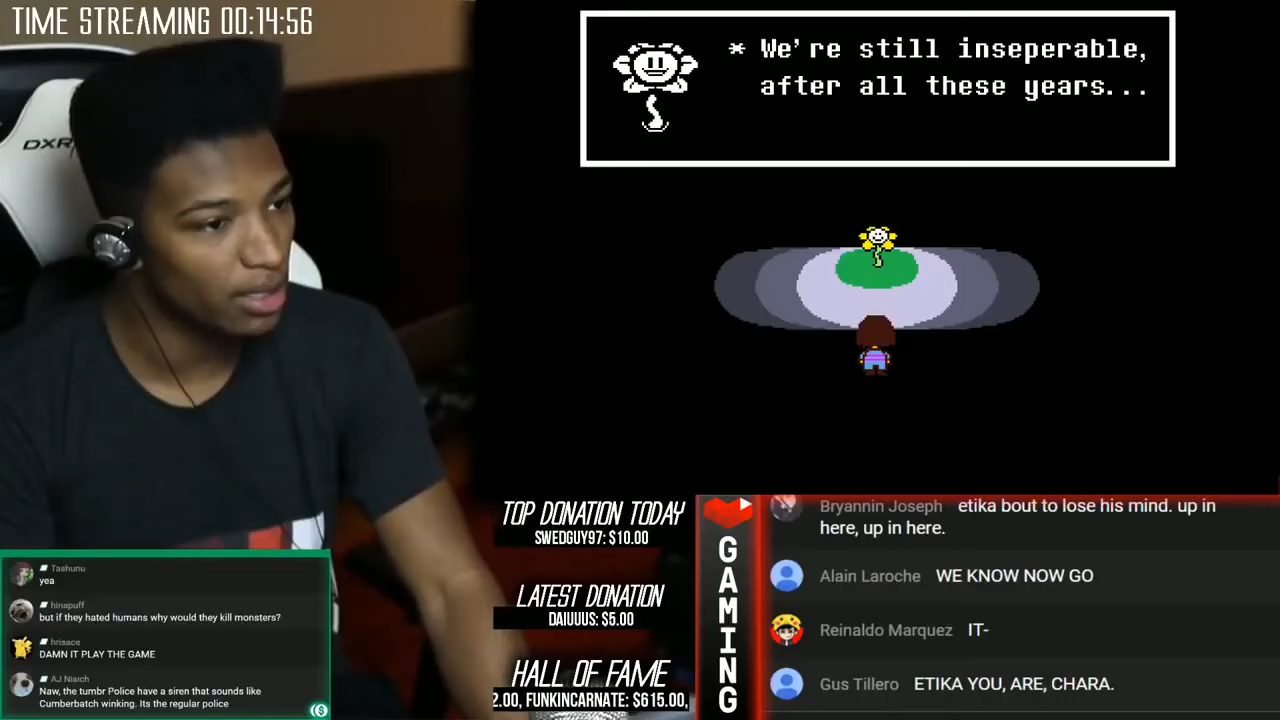 TIME STREAMING 00:14:56
DXR
* We're still inseperable,
after all these years...
Tashunu
yea
hinapuff
but if they hated humans why would they kill monsters?
hrisace
DAMN IT PLAY THE GAME
AJ Nisich
Naw, the tumbr Police have a siren that sounds like
Cumberbatch winking. Its the regular police
TOP DONATION TODAY
SWEDGUY97: $10.00
LATEST DONATION
DAIUUUS: $5.00
HALL OF FAME
2.00, FUNKINCARNATE: $615.00,
GAMING
Bryannin Joseph etika bout to lose his mind. up in
here, up in here.
Alain Laroche WE KNOW NOW GO
Reinaldo Marquez IT-
Gus Tillero ETIKA YOU, ARE, CHARA.